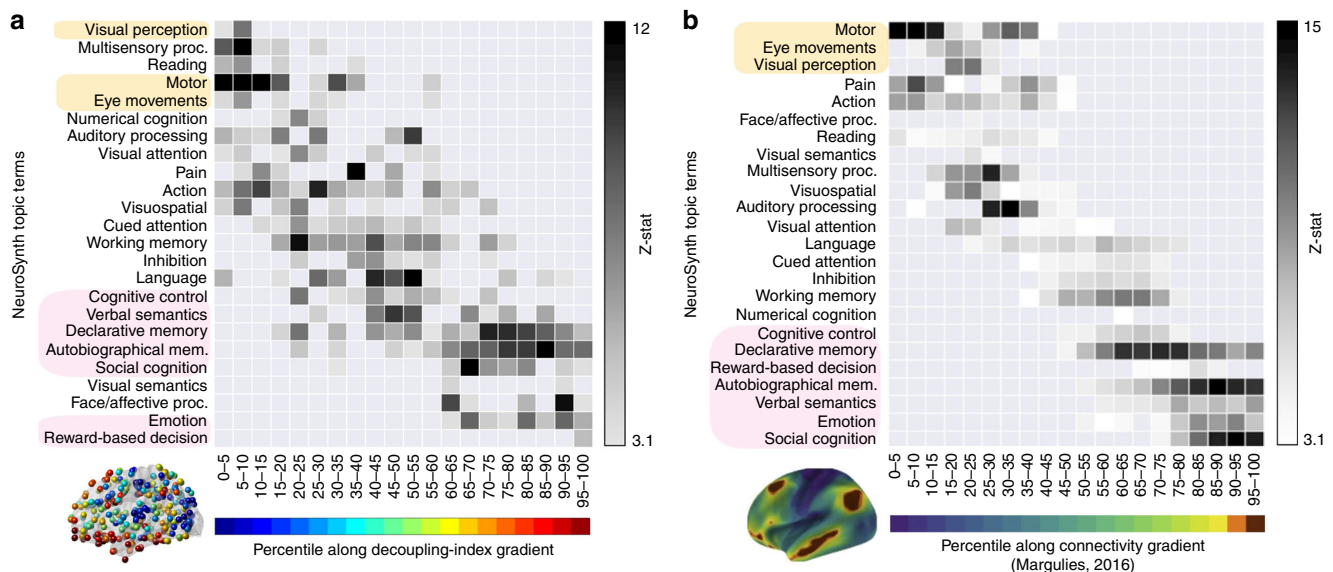 a
NeuroSynth topic terms
Visual perception
Multisensory proc.
Reading
Motor
Eye movements
Numerical cognition
Auditory processing
Visual attention
Pain
Action
Visuospatial
Cued attention
Working memory
Inhibition
Language
Cognitive control
Verbal semantics
Declarative memory
Autobiographical mem.
Social cognition
Visual semantics
Face/affective proc.
Emotion
Reward-based decision
12
Z-stat
3.1
0–5
5–10
10–15
15–20
20–25
25–30
30–35
35–40
40–45
45–50
50–55
55–60
60–65
65–70
70–75
75–80
80–85
85–90
90–95
95–100
Percentile along decoupling-index gradient
b
NeuroSynth topic terms
Motor
Eye movements
Visual perception
Pain
Action
Face/affective proc.
Reading
Visual semantics
Multisensory proc.
Visuospatial
Auditory processing
Visual attention
Language
Cued attention
Inhibition
Working memory
Numerical cognition
Cognitive control
Declarative memory
Reward-based decision
Autobiographical mem.
Verbal semantics
Emotion
Social cognition
15
Z-stat
3.1
0–5
5–10
10–15
15–20
20–25
25–30
30–35
35–40
40–45
45–50
50–55
55–60
60–65
65–70
70–75
75–80
80–85
85–90
90–95
95–100
Percentile along connectivity gradient
(Margulies, 2016)